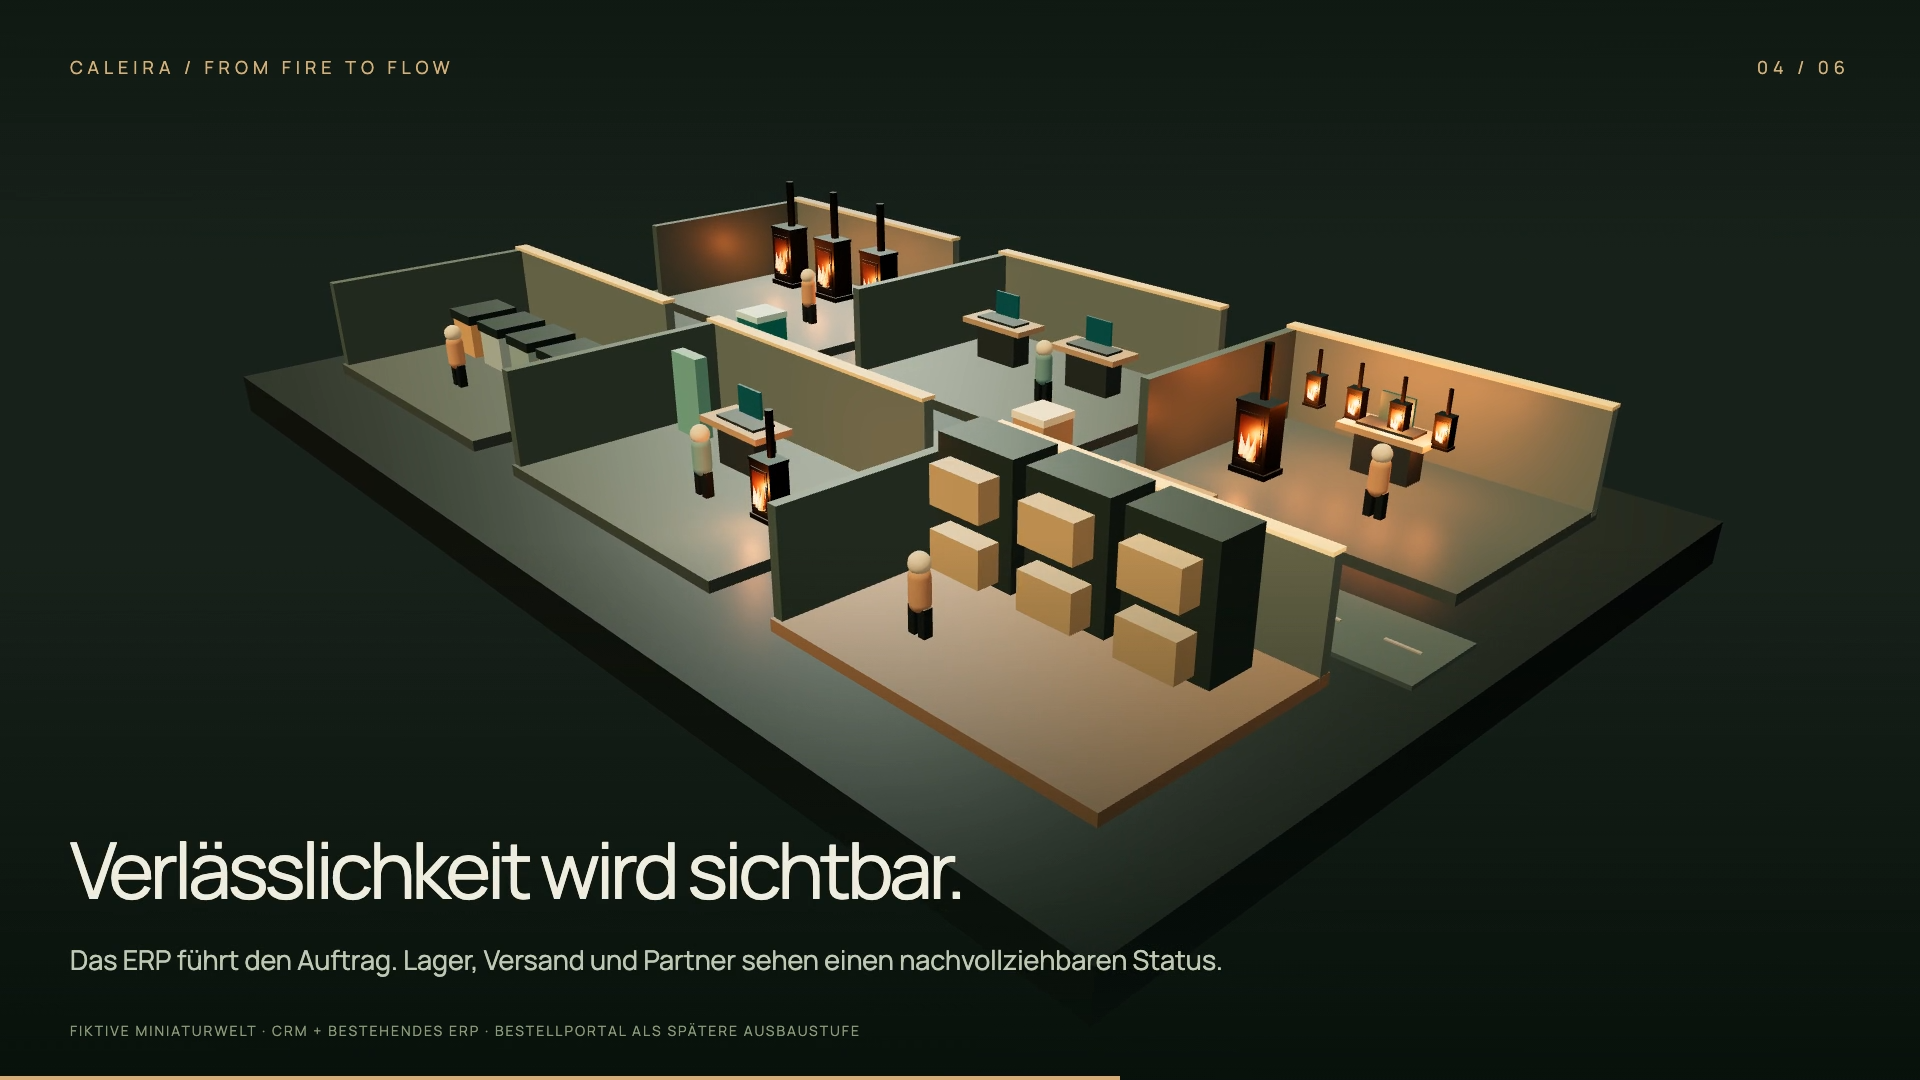 CALEIRA / FROM FIRE TO FLOW
04 / 06
Verlässlichkeit wird sichtbar.
Das ERP führt den Auftrag. Lager, Versand und Partner sehen einen nachvollziehbaren Status.
FIKTIVE MINIATURWELT · CRM + BESTEHENDES ERP · BESTELLPORTAL ALS SPÄTERE AUSBAUSTUFE